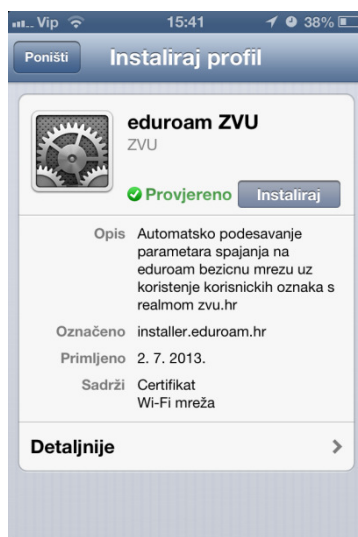 Vip 15:41 38%
Poništi Instaliraj profil
eduroam ZVU
ZVU
Provjereno Instaliraj
Opis Automatsko podesavanje
parametara spajanja na
eduroam bezicnu mrezu uz
koristenje korisnickih oznaka s
realmom zvu.hr
Označeno installer.eduroam.hr
Primljeno 2. 7. 2013.
Sadrži Certifikat
Wi-Fi mreža
Detaljnije